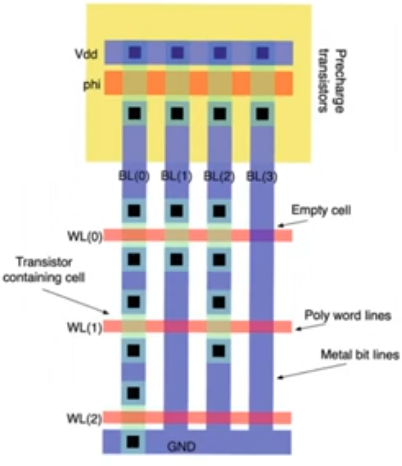 Vdd
phi
Precharge
transistors
BL(0) BL(1) BL(2) BL(3)
Empty cell
WL(0)
Transistor
containing cell
Poly word lines
WL(1)
Metal bit lines
WL(2)
GND